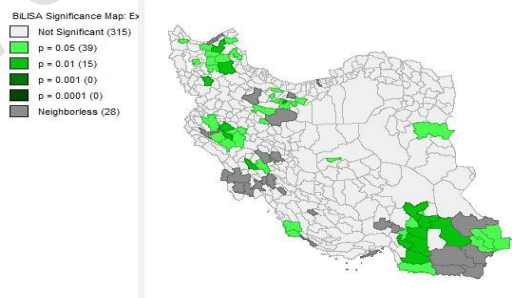 BiLISA Significance Map: Ex
Not Significant (315)
p = 0.05 (39)
p = 0.01 (15)
p = 0.001 (0)
p = 0.0001 (0)
Neighborless (28)